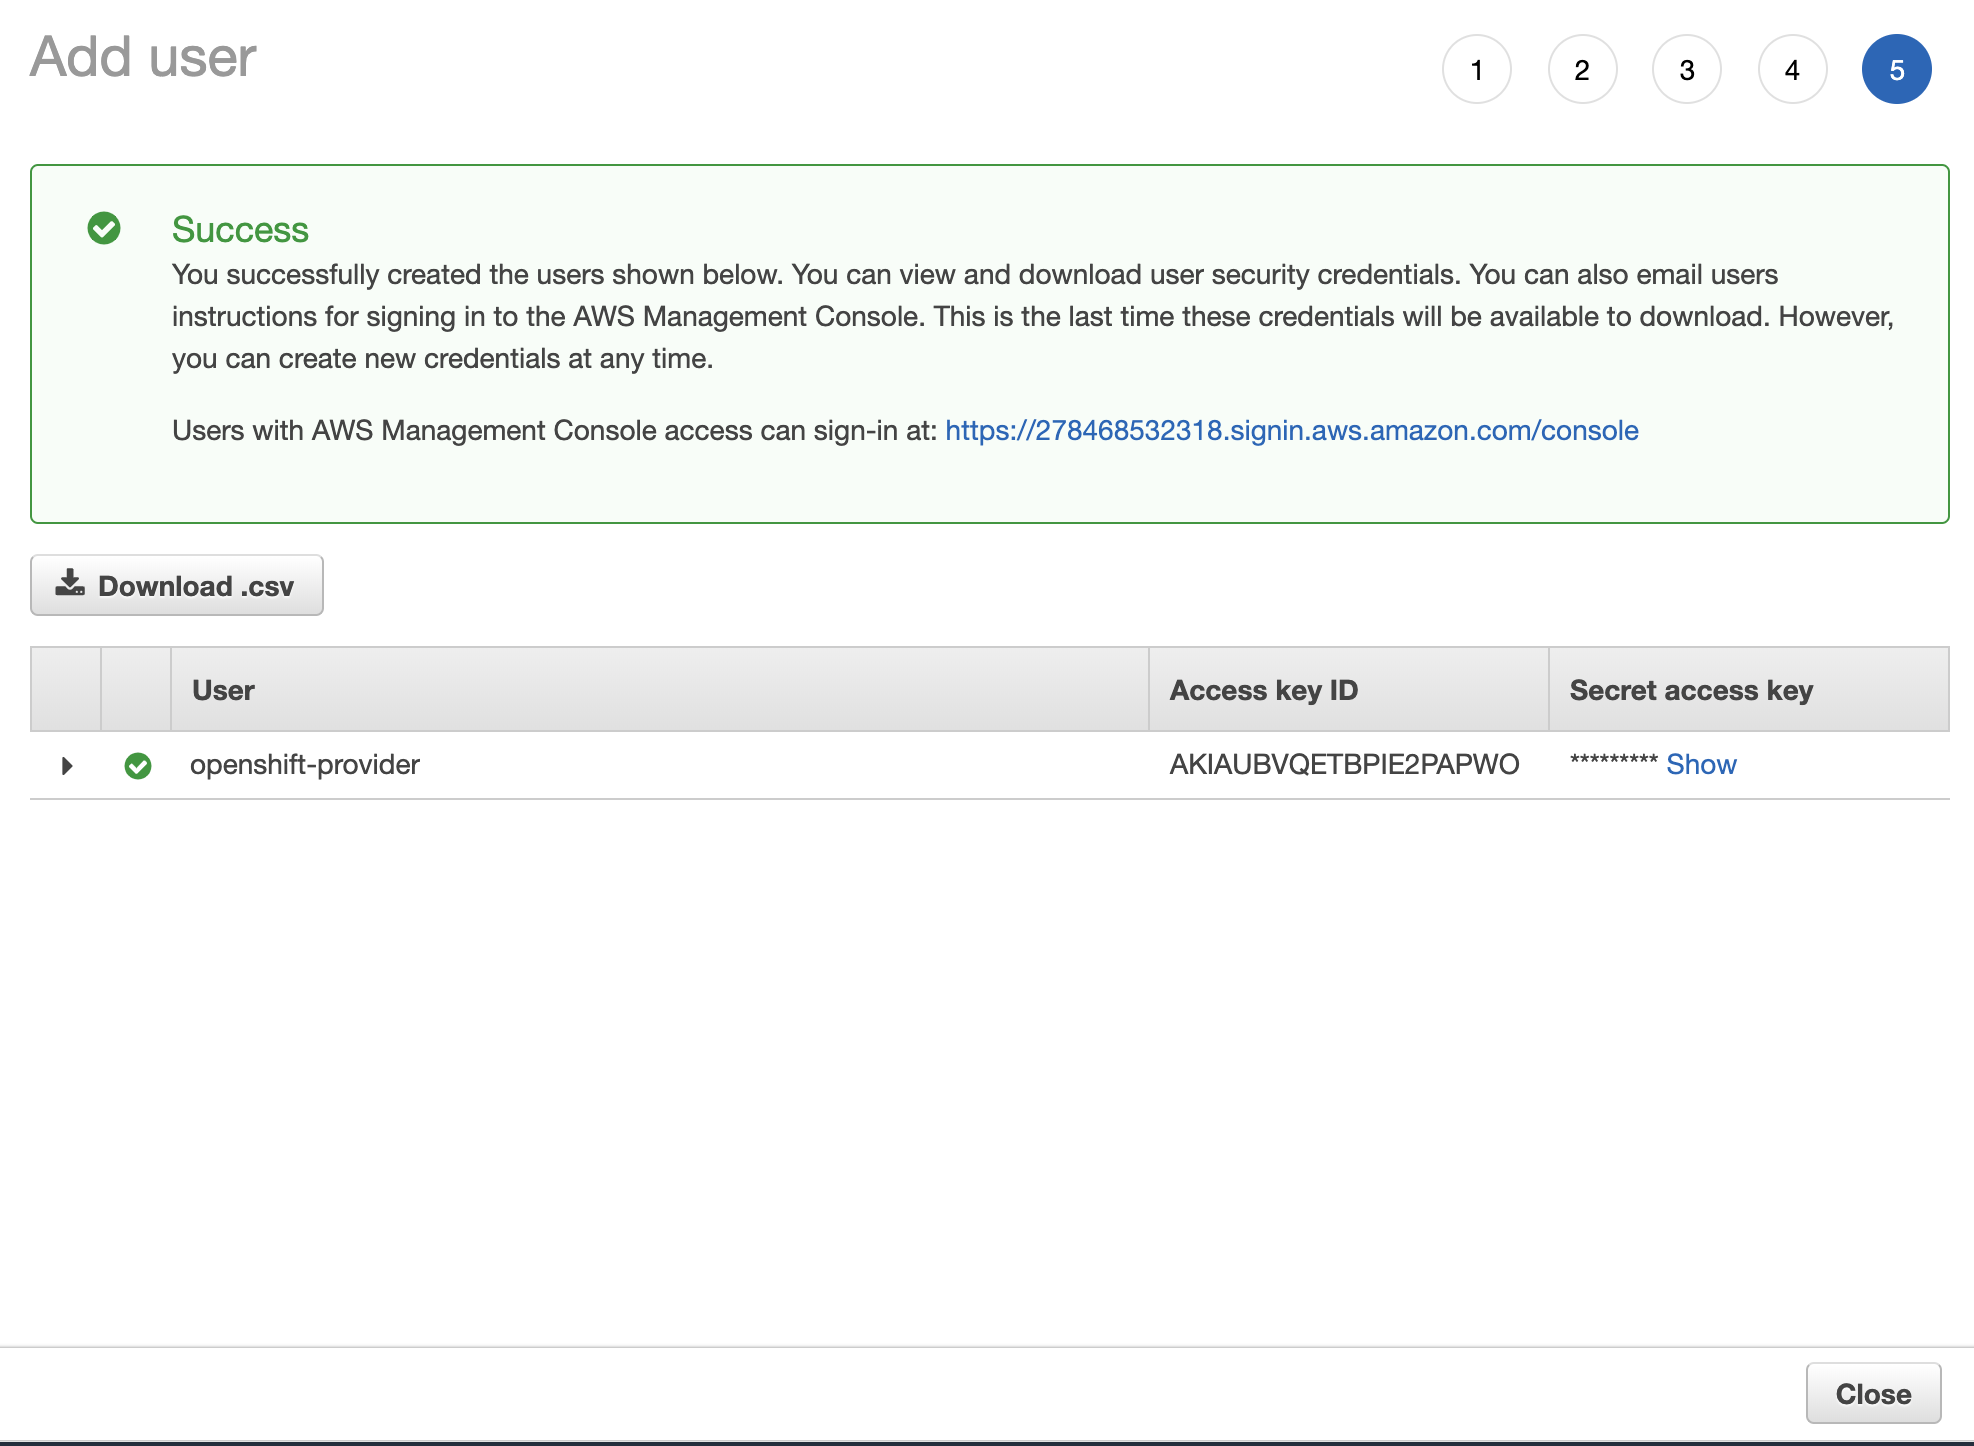 Add user
1 2 3 4 5
Success
You successfully created the users shown below. You can view and download user security credentials. You can also email users
instructions for signing in to the AWS Management Console. This is the last time these credentials will be available to download. However,
you can create new credentials at any time.
Users with AWS Management Console access can sign-in at: https://278468532318.signin.aws.amazon.com/console
Download .csv
User Access key ID Secret access key
openshift-provider AKIAUBVQETBPIE2PAPWO ********* Show
Close